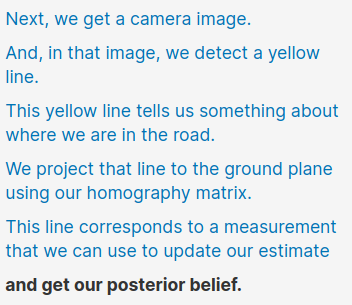 Next, we get a camera image.
And, in that image, we detect a yellow
line.
This yellow line tells us something about
where we are in the road.
We project that line to the ground plane
using our homography matrix.
This line corresponds to a measurement
that we can use to update our estimate
and get our posterior belief.